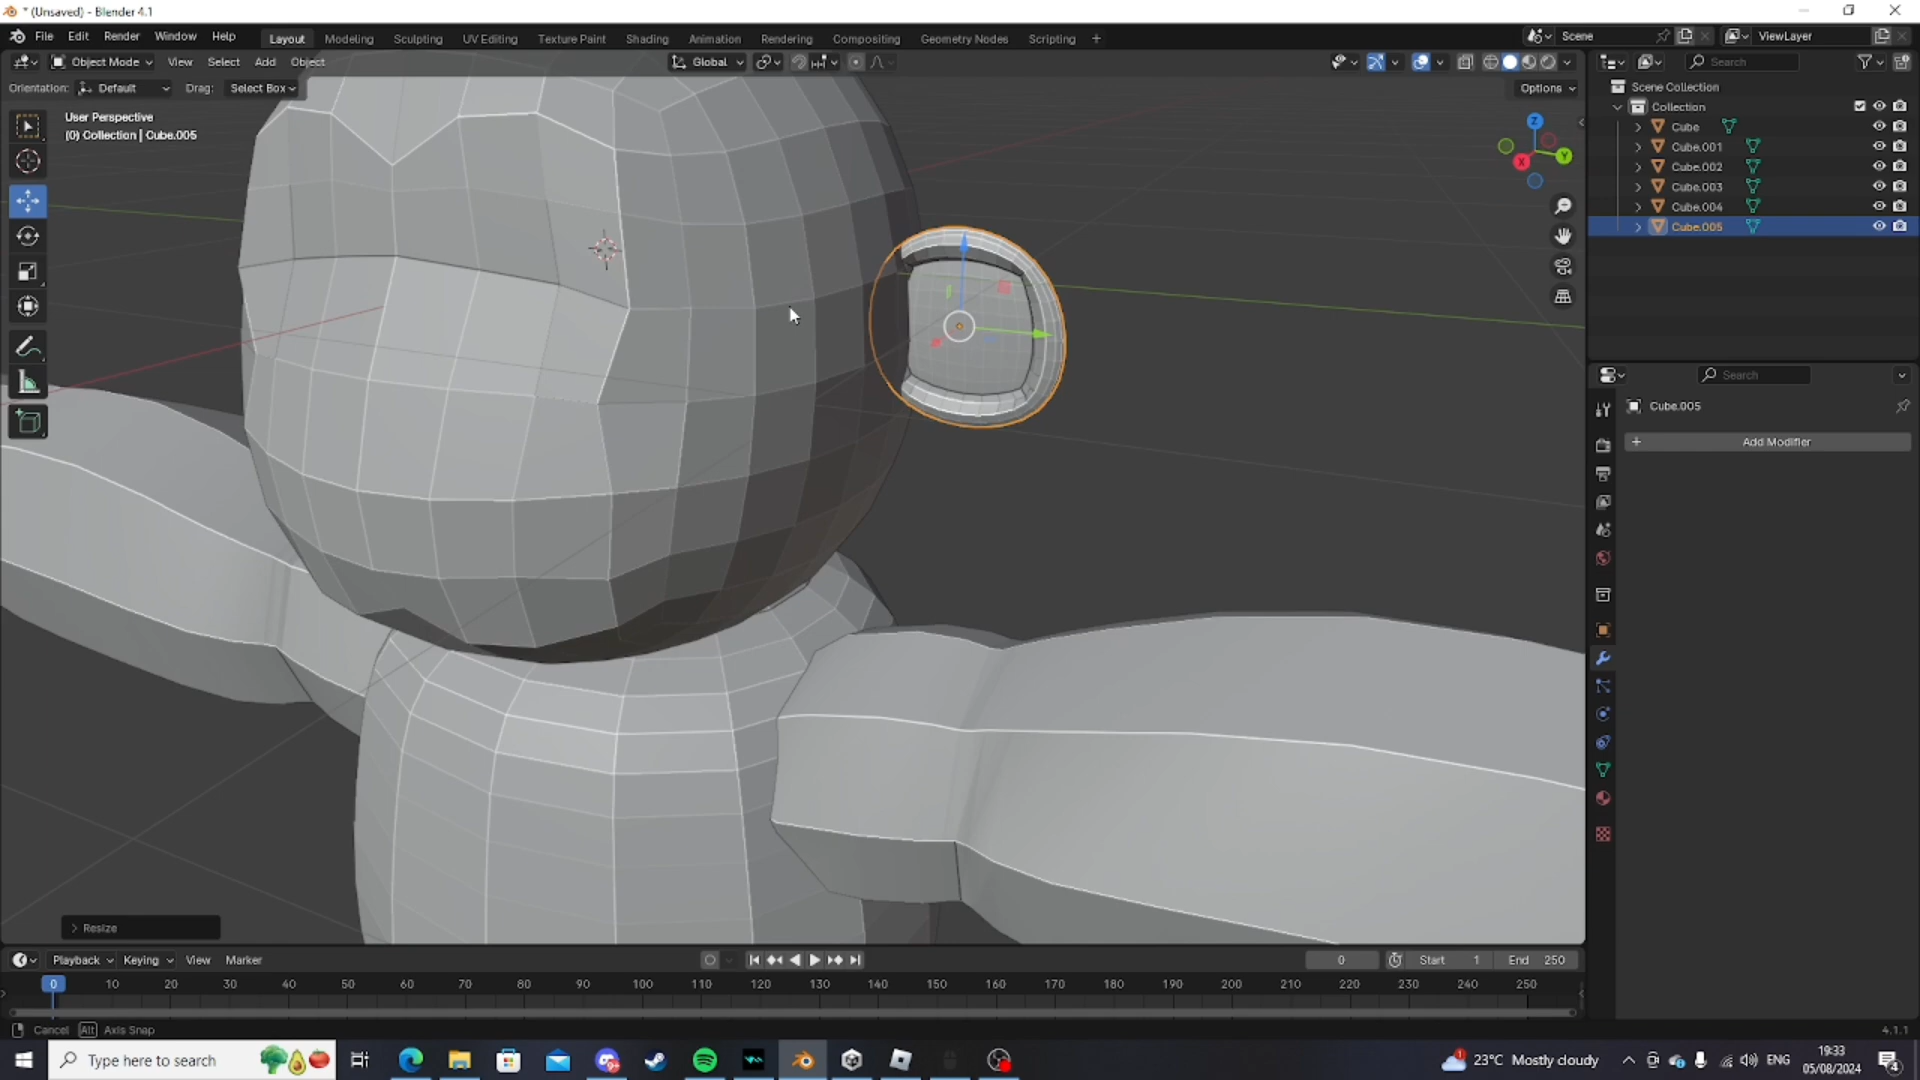 * (Unsaved) - Blender 4.1
File Edit Render Window Help Layout Modeling Sculpting UV Editing Texture Paint Shading Animation Rendering Compositing Geometry Nodes Scripting + Scene ViewLayer
Object Mode View Select Add Object Global Search
Orientation: Default Drag: Select Box Options
User Perspective
(0) Collection | Cube.005
Z
Y
X
Scene Collection
Collection
Cube
Cube.001
Cube.002
Cube.003
Cube.004
Cube.005
Search
Cube.005
+ Add Modifier
> Resize
Playback Keying View Marker 0 Start 1 End 250
0 10 20 30 40 50 60 70 80 90 100 110 120 130 140 150 160 170 180 190 200 210 220 230 240 250
Cancel Alt Axis Snap 4.1.1
Type here to search 23°C Mostly cloudy ENG 19:33
05/08/2024 4